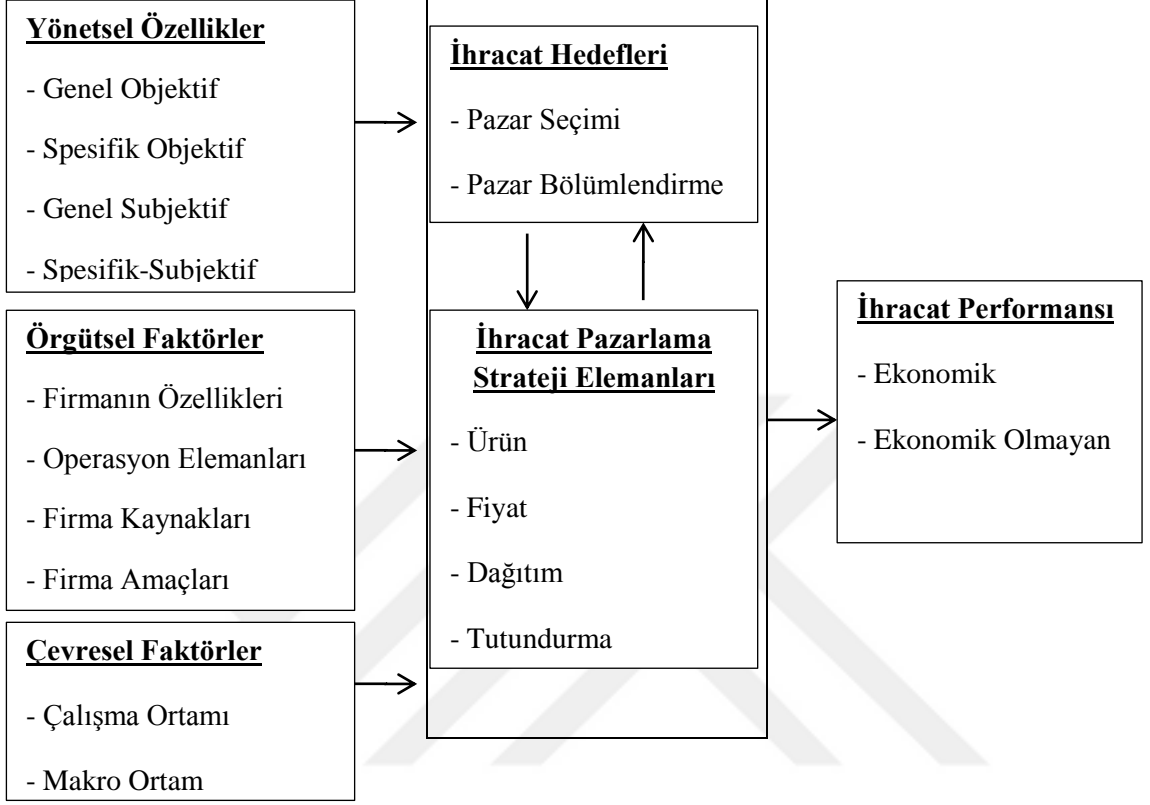 Yönetsel Özellikler
- Genel Objektif
- Spesifik Objektif
- Genel Subjektif
- Spesifik-Subjektif
Örgütsel Faktörler
- Firmanın Özellikleri
- Operasyon Elemanları
- Firma Kaynakları
- Firma Amaçları
Çevresel Faktörler
- Çalışma Ortamı
- Makro Ortam
İhracat Hedefleri
- Pazar Seçimi
- Pazar Bölümlendirme
İhracat Pazarlama
Strateji Elemanları
- Ürün
- Fiyat
- Dağıtım
- Tutundurma
İhracat Performansı
- Ekonomik
- Ekonomik Olmayan